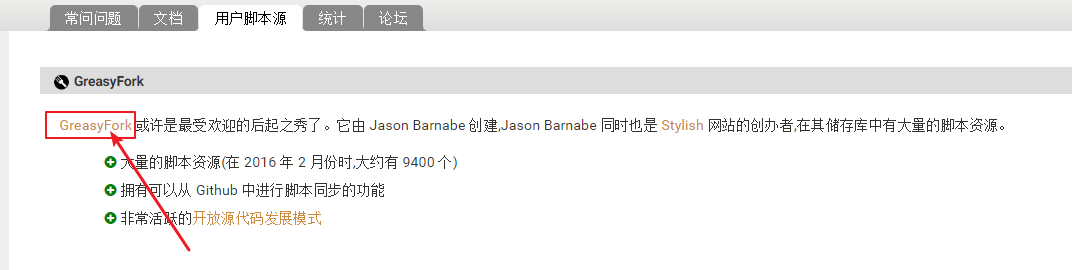 常问问题 文档 用户脚本源 统计 论坛
GreasyFork
GreasyFork 或许是最受欢迎的后起之秀了。它由 Jason Barnabe 创建,Jason Barnabe 同时也是 Stylish 网站的创办者,在其储存库中有大量的脚本资源。
大量的脚本资源(在 2016 年 2 月份时,大约有 9400 个)
拥有可以从 Github 中进行脚本同步的功能
非常活跃的开放源代码发展模式